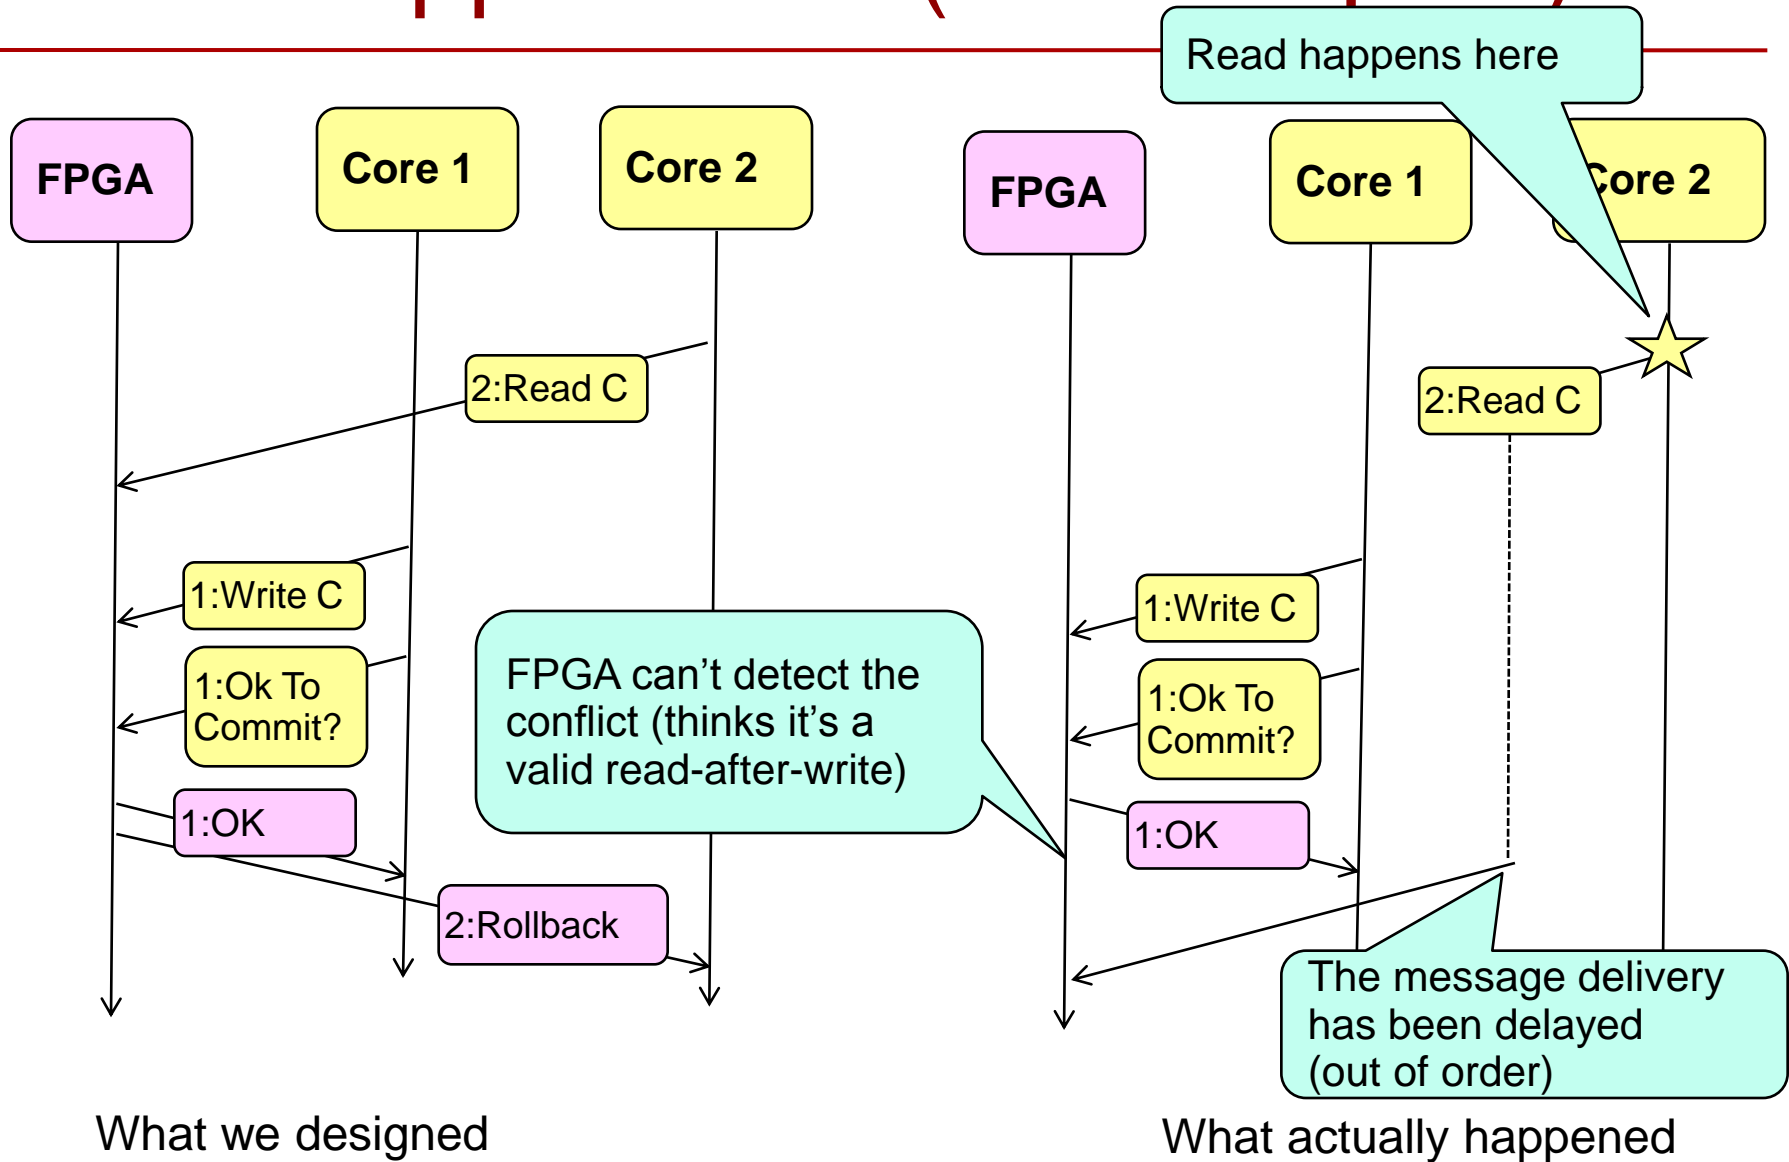 Read happens here
FPGA
Core 1
Core 2
2:Read C
1:Write C
1:Ok To
Commit?
1:OK
2:Rollback
What we designed
FPGA can’t detect the
conflict (thinks it’s a
valid read-after-write)
FPGA
Core 1
Core 2
2:Read C
1:Write C
1:Ok To
Commit?
1:OK
The message delivery
has been delayed
(out of order)
What actually happened